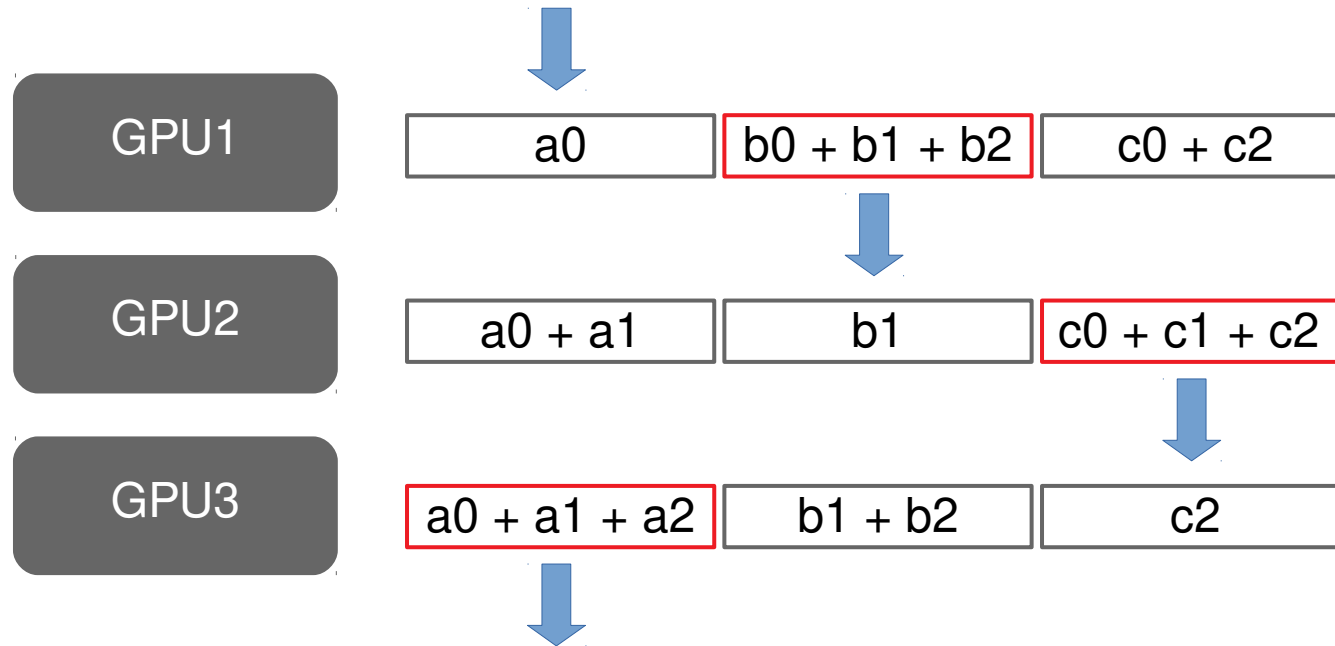 GPU1
a0
b0 + b1 + b2
c0 + c2
GPU2
a0 + a1
b1
c0 + c1 + c2
GPU3
a0 + a1 + a2
b1 + b2
c2